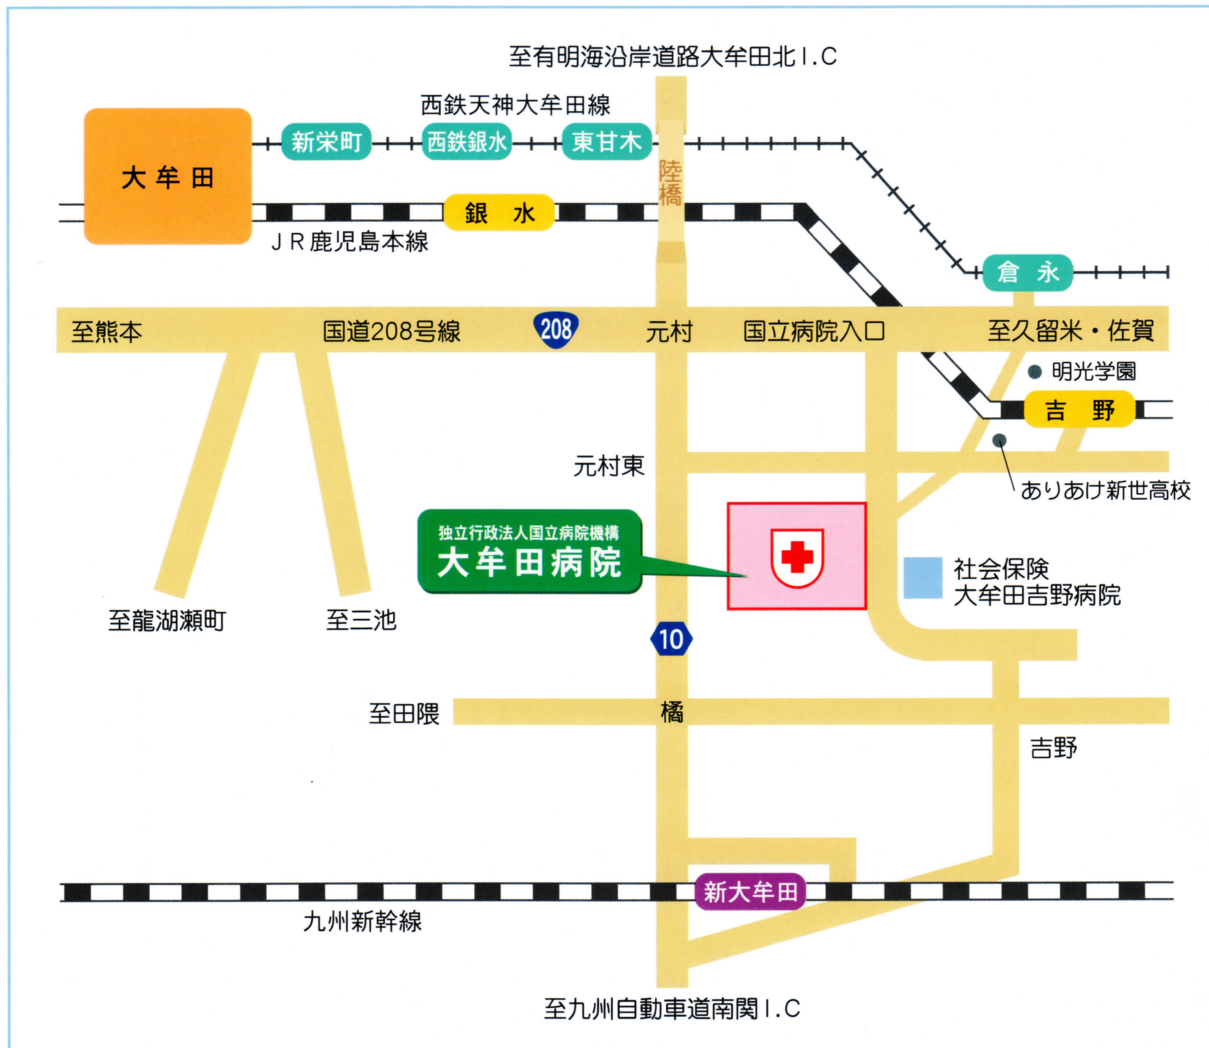 至有明海沿岸道路大牟田北I.C
西鉄天神大牟田線
新栄町
西鉄銀水
東甘木
大牟田
陸橋
銀水
JR鹿児島本線
倉永
至熊本
国道208号線
208
元村
国立病院入口
至久留米・佐賀
明光学園
吉野
元村東
ありあけ新世高校
独立行政法人国立病院機構
大牟田病院
社会保険
大牟田吉野病院
至龍湖瀬町
至三池
10
至田隈
橘
吉野
新大牟田
九州新幹線
至九州自動車道南関I.C